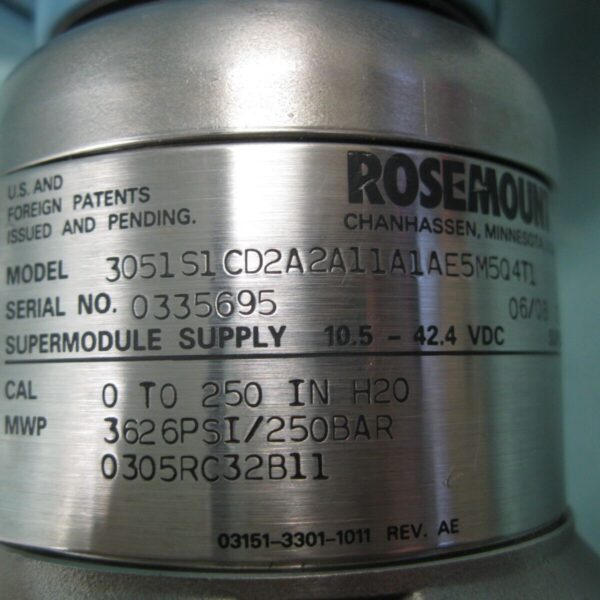 U.S. AND
FOREIGN PATENTS
ISSUED AND PENDING.
ROSEMOUNT
CHANHASSEN, MINNESOTA
MODEL 3051S1CD2A2A11A1AE5M5Q4T1
SERIAL NO. 0335695 06/08
SUPERMODULE SUPPLY 10.5 - 42.4 VDC
CAL 0 TO 250 IN H20
MWP 3626PSI/250BAR
0305RC32B11
03151-3301-1011 REV. AE